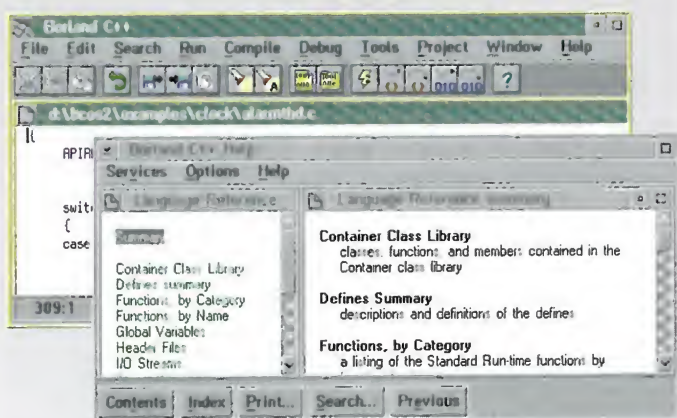 Borland C++
File Edit Search Run Compile Debug Tools Project Window Help
d:\bcos2\examples\clock\alarmthd.c
{
APIR
switc
{
case
309:1
Borland C++ Help
Services Options Help
Language Reference
Summary
Container Class Library
Defines summary
Functions, by Category
Functions, by Name
Global Variables
Header Files
I/O Streams
Language Reference summary
Container Class Library
classes, functions, and members contained in the
Container class library
Defines Summary
descriptions and definitions of the defines
Functions, by Category
a listing of the Standard Run-time functions by
Contents Index Print... Search... Previous